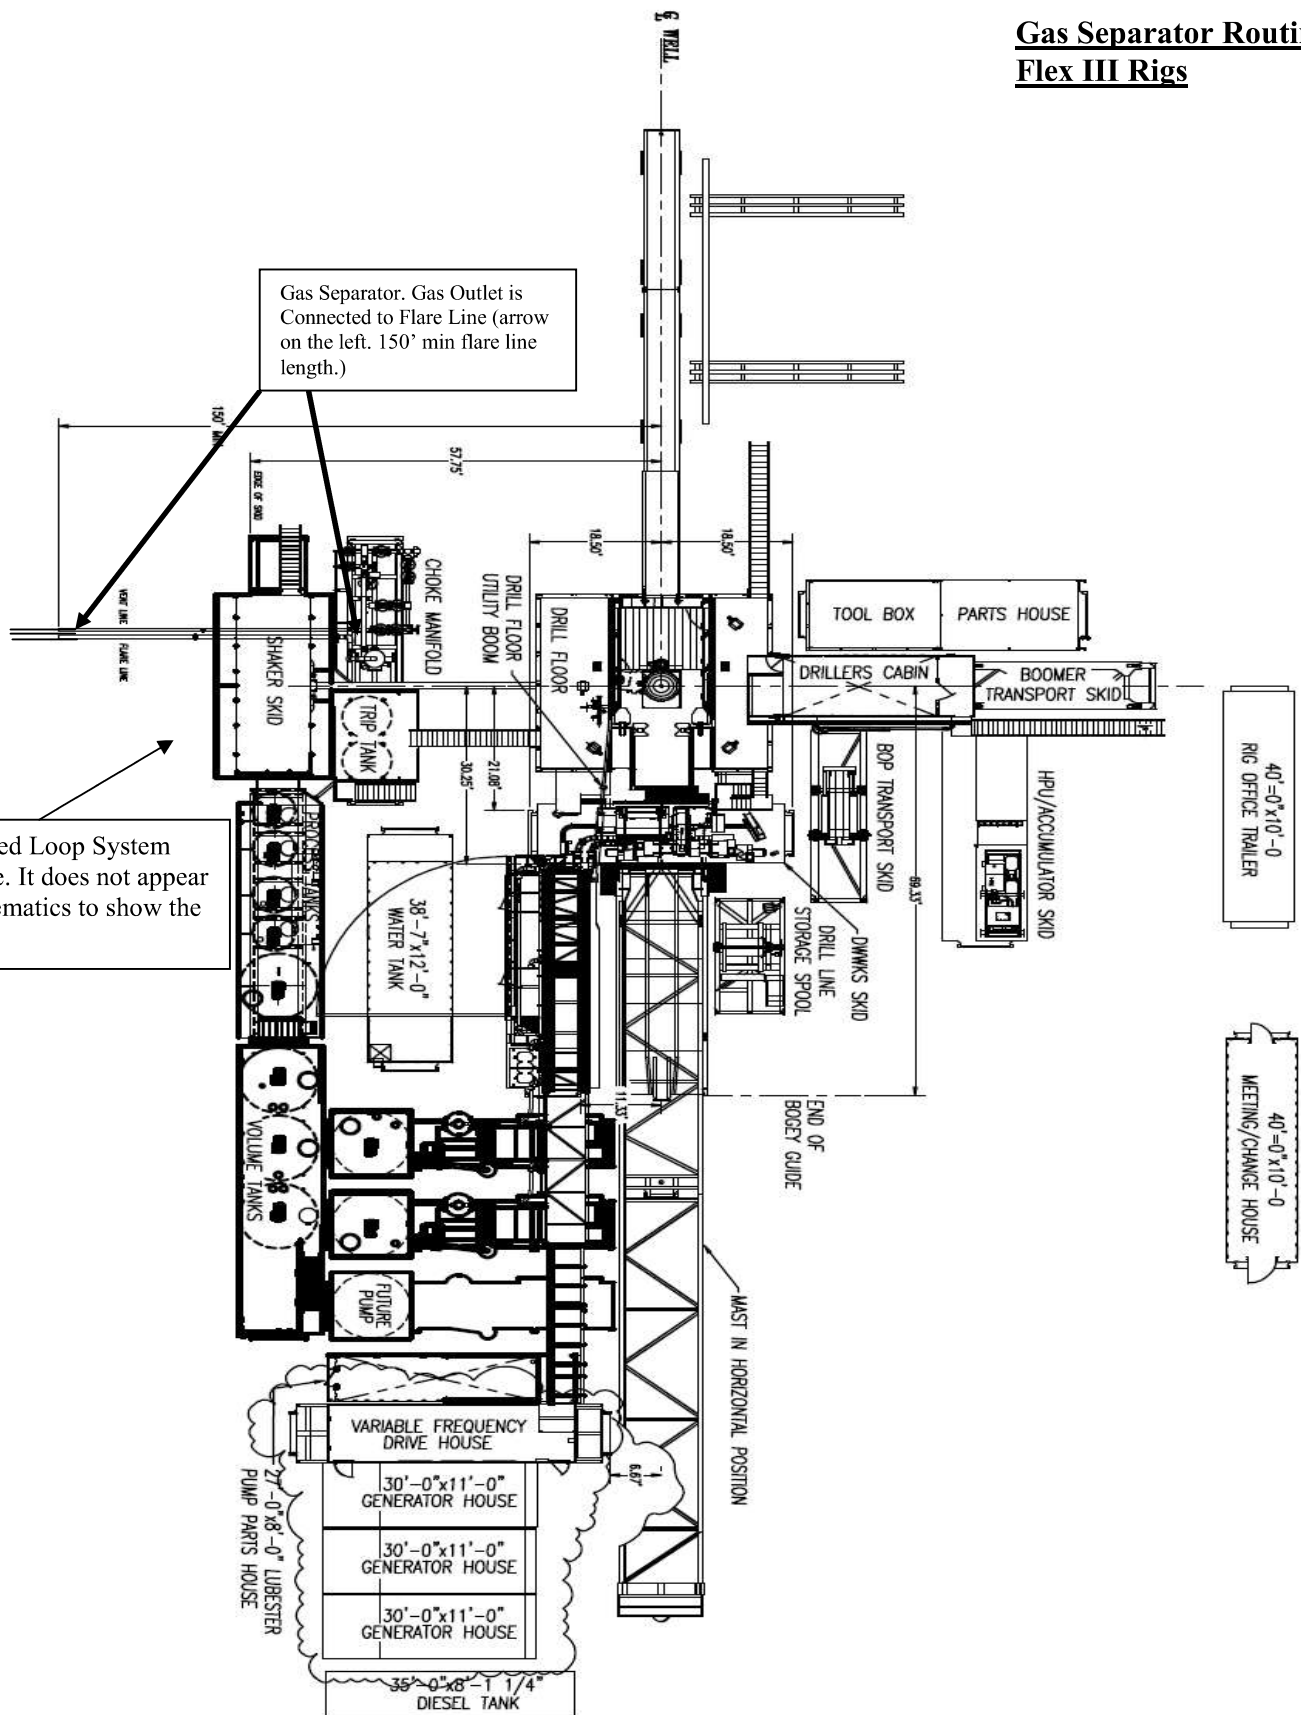 Gas Separator Routin
Flex III Rigs
℄ WELL
Gas Separator. Gas Outlet is
Connected to Flare Line (arrow
on the left. 150' min flare line
length.)
150' MIN
57.75'
EDGE OF SKID
18.50'
18.50'
CHOKE MANIFOLD
DRILL FLOOR
UTILITY BOOM
DRILL FLOOR
TOOL BOX
PARTS HOUSE
VENT LINE
FLARE LINE
SHAKER SKID
TRIP TANK
DRILLERS CABIN
BOOMER
TRANSPORT SKID
30.25'
21.08'
BOP TRANSPORT SKID
HPU/ACCUMULATOR SKID
40'=0"x10'-0
RIG OFFICE TRAILER
69.33'
ed Loop System
e. It does not appear
ematics to show the
PROCESS TANKS
38'-7"x12'-0"
WATER TANK
DWWKS SKID
DRILL LINE
STORAGE SPOOL
11.33'
END OF
BOGEY GUIDE
40'=0"x10'-0
MEETING/CHANGE HOUSE
VOLUME TANKS
FUTURE
PUMP
MAST IN HORIZONTAL POSITION
VARIABLE FREQUENCY
DRIVE HOUSE
6.67'
27'-0"x8'-0" LUBESTER
PUMP PARTS HOUSE
30'-0"x11'-0"
GENERATOR HOUSE
30'-0"x11'-0"
GENERATOR HOUSE
30'-0"x11'-0"
GENERATOR HOUSE
35'-0"x8'-1 1/4"
DIESEL TANK